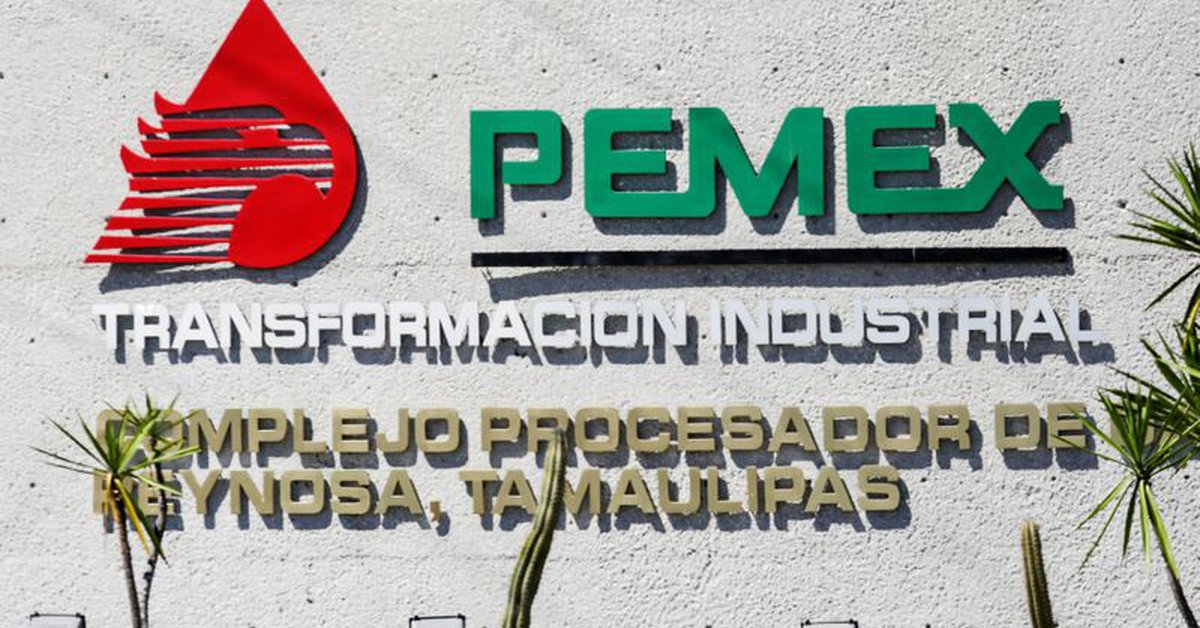 PEMEX
TRANSFORMACION INDUSTRIAL
COMPLEJO PROCESADOR DE
REYNOSA, TAMAULIPAS